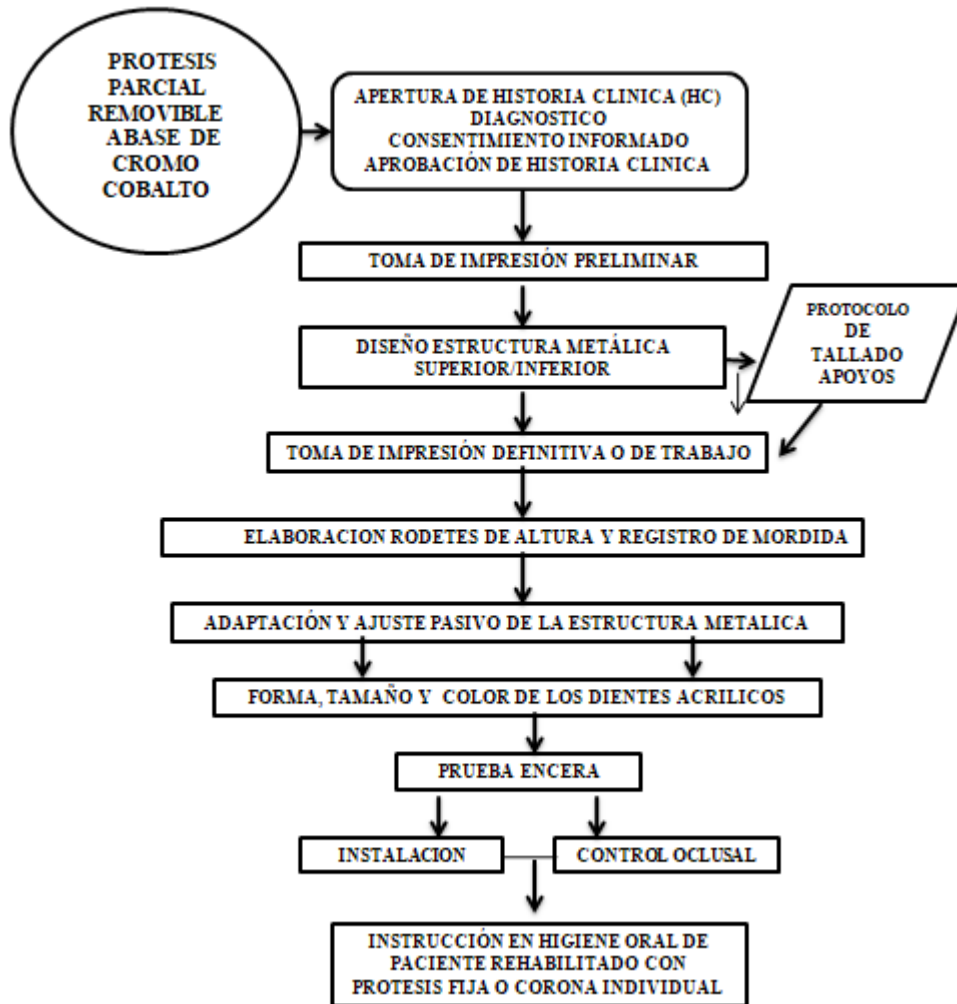 PROTESIS
PARCIAL
REMOVIBLE
ABASE DE
CROMO
COBALTO
APERTURA DE HISTORIA CLINICA (HC)
DIAGNOSTICO
CONSENTIMIENTO INFORMADO
APROBACIÓN DE HISTORIA CLINICA
TOMA DE IMPRESIÓN PRELIMINAR
DISEÑO ESTRUCTURA METÁLICA
SUPERIOR/INFERIOR
PROTOCOLO
DE
TALLADO
APOYOS
TOMA DE IMPRESIÓN DEFINITIVA O DE TRABAJO
ELABORACION RODETES DE ALTURA Y REGISTRO DE MORDIDA
ADAPTACIÓN Y AJUSTE PASIVO DE LA ESTRUCTURA METALICA
FORMA, TAMAÑO Y COLOR DE LOS DIENTES ACRILICOS
PRUEBA ENCERA
INSTALACION
CONTROL OCLUSAL
INSTRUCCIÓN EN HIGIENE ORAL DE
PACIENTE REHABILITADO CON
PROTESIS FIJA O CORONA INDIVIDUAL